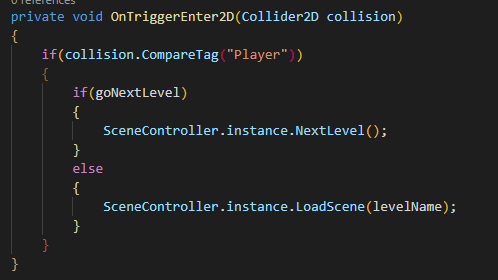 0 references
private void OnTriggerEnter2D(Collider2D collision)
{
if(collision.CompareTag("Player"))
{
if(goNextLevel)
{
SceneController.instance.NextLevel();
}
else
{
SceneController.instance.LoadScene(levelName);
}
}
}